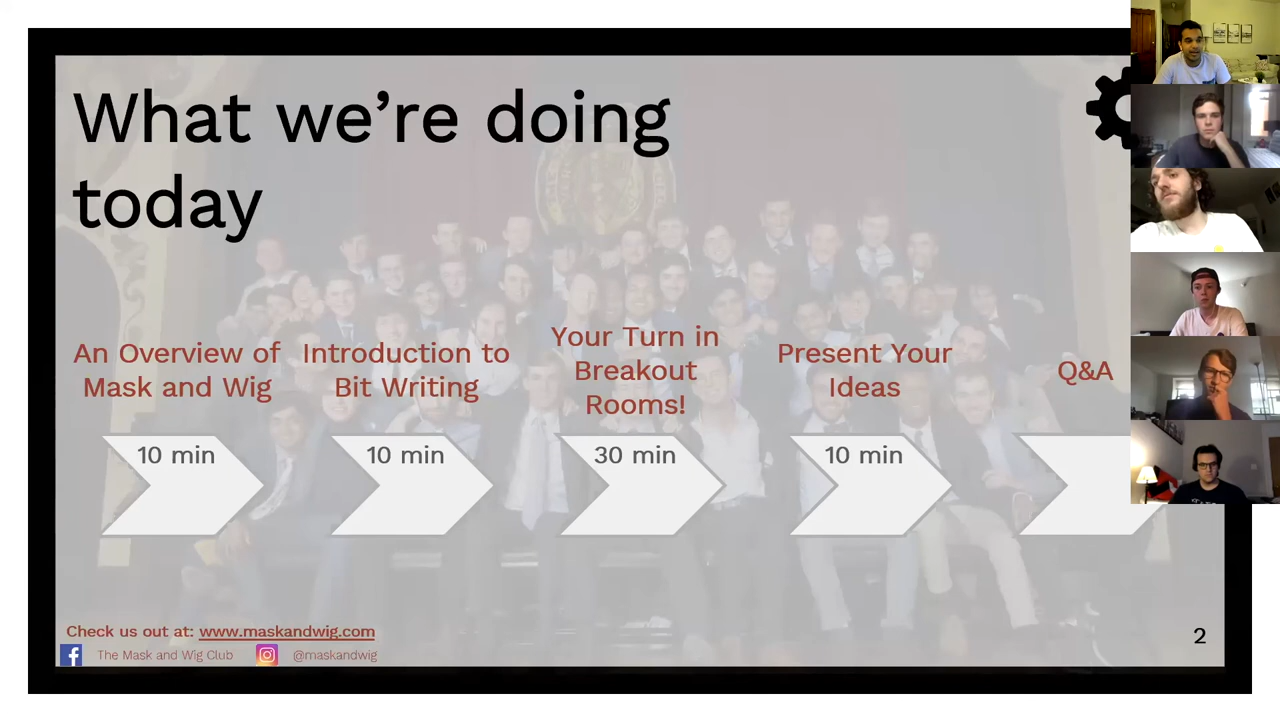 What we’re doing
today
An Overview of
Mask and Wig
10 min
Introduction to
Bit Writing
10 min
Your Turn in
Breakout
Rooms!
30 min
Present Your
Ideas
10 min
Q&A
Check us out at: www.maskandwig.com
The Mask and Wig Club
@maskandwig
2